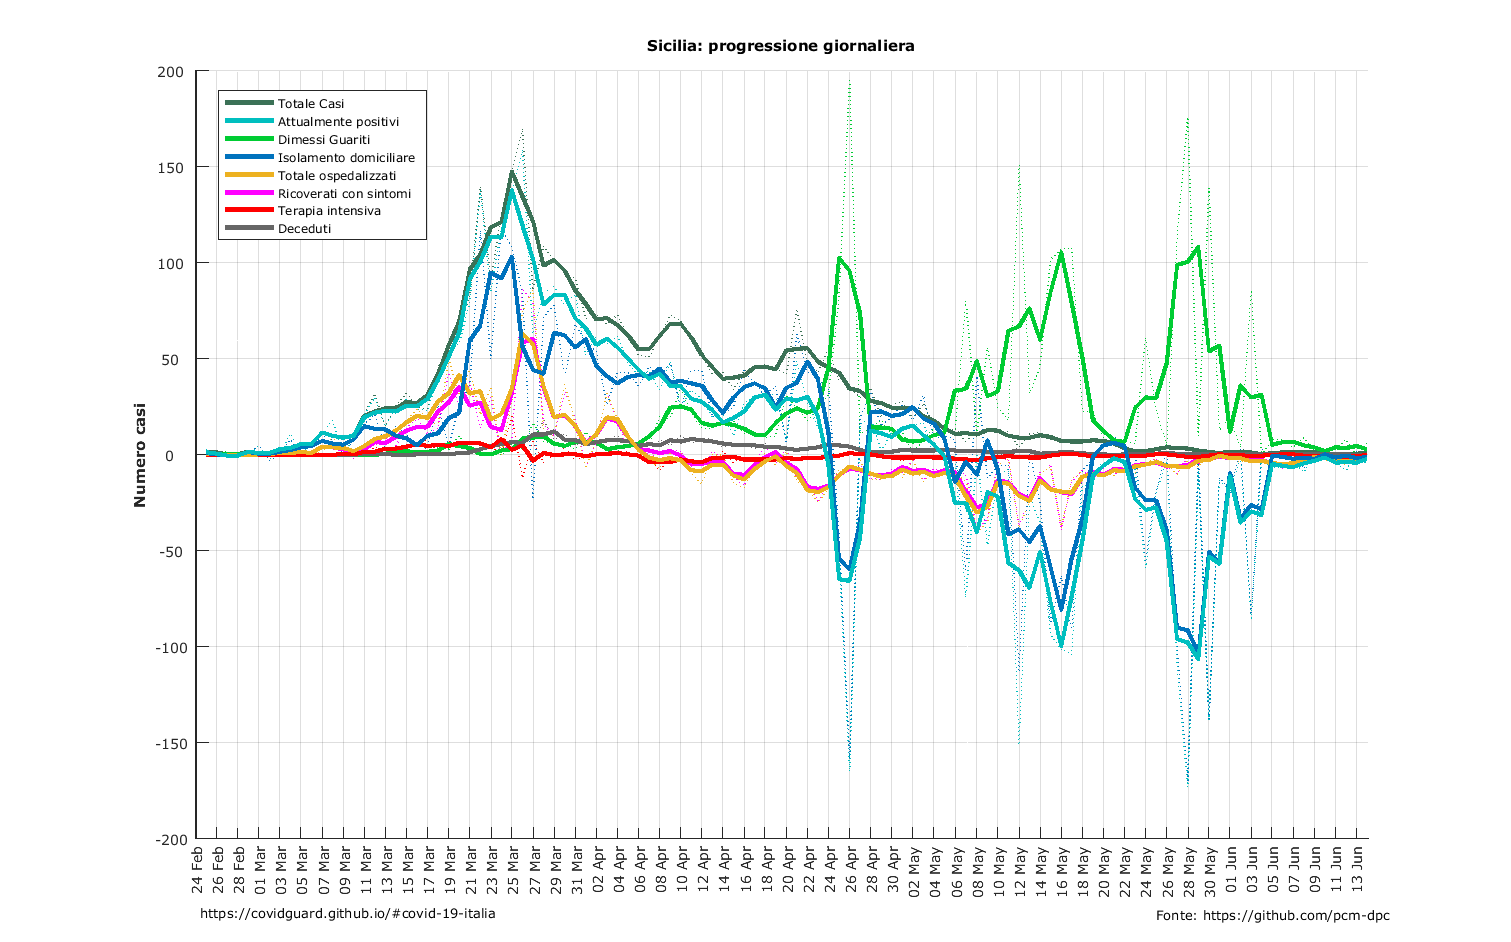 Sicilia: progressione giornaliera
200
150
100
50
0
-50
-100
-150
-200
Numero casi
Totale Casi
Attualmente positivi
Dimessi Guariti
Isolamento domiciliare
Totale ospedalizzati
Ricoverati con sintomi
Terapia intensiva
Deceduti
24 Feb
26 Feb
28 Feb
01 Mar
03 Mar
05 Mar
07 Mar
09 Mar
11 Mar
13 Mar
15 Mar
17 Mar
19 Mar
21 Mar
23 Mar
25 Mar
27 Mar
29 Mar
31 Mar
02 Apr
04 Apr
06 Apr
08 Apr
10 Apr
12 Apr
14 Apr
16 Apr
18 Apr
20 Apr
22 Apr
24 Apr
26 Apr
28 Apr
30 Apr
02 May
04 May
06 May
08 May
10 May
12 May
14 May
16 May
18 May
20 May
22 May
24 May
26 May
28 May
30 May
01 Jun
03 Jun
05 Jun
07 Jun
09 Jun
11 Jun
13 Jun
https://covidguard.github.io/#covid-19-italia
Fonte: https://github.com/pcm-dpc